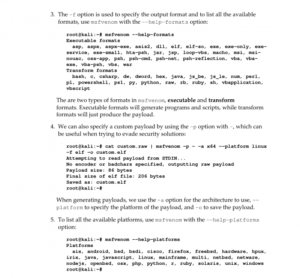 3. The -f option is used to specify the output format and to list all the available
formats, use msfvenom with the --help-formats option:
root@kali:~# msfvenom --help-formats
Executable formats
asp, aspx, aspx-exe, axis2, dll, elf, elf-so, exe, exe-only, exe-
service, exe-small, hta-psh, jar, jsp, loop-vbs, macho, msi, msi-
nouac, osx-app, psh, psh-cmd, psh-net, psh-reflection, vba, vba-
exe, vba-psh, vbs, war
Transform formats
bash, c, csharp, dw, dword, hex, java, js_be, js_le, num, perl,
pl, powershell, ps1, py, python, raw, rb, ruby, sh, vbapplication,
vbscript
The are two types of formats in msfvenom, executable and transform
formats. Executable formats will generate programs and scripts, while transform
formats will just produce the payload.
4. We can also specify a custom payload by using the -p option with -, which can
be useful when trying to evade security solutions:
root@kali:~# cat custom.raw | msfvenom -p - -a x64 --platform linux
-f elf -o custom.elf
Attempting to read payload from STDIN...
No encoder or badchars specified, outputting raw payload
Payload size: 86 bytes
Final size of elf file: 206 bytes
Saved as: custom.elf
root@kali:~#
When generating payloads, we use the -a option for the architecture to use, --
platform to specify the platform of the payload, and -o to save the payload.
5. To list all the available platforms, use msfvenom with the --help-platforms
option:
root@kali:~# msfvenom --help-platforms
Platforms
aix, android, bsd, bsdi, cisco, firefox, freebsd, hardware, hpux,
irix, java, javascript, linux, mainframe, multi, netbsd, netware,
nodejs, openbsd, osx, php, python, r, ruby, solaris, unix, windows
root@kali:~#